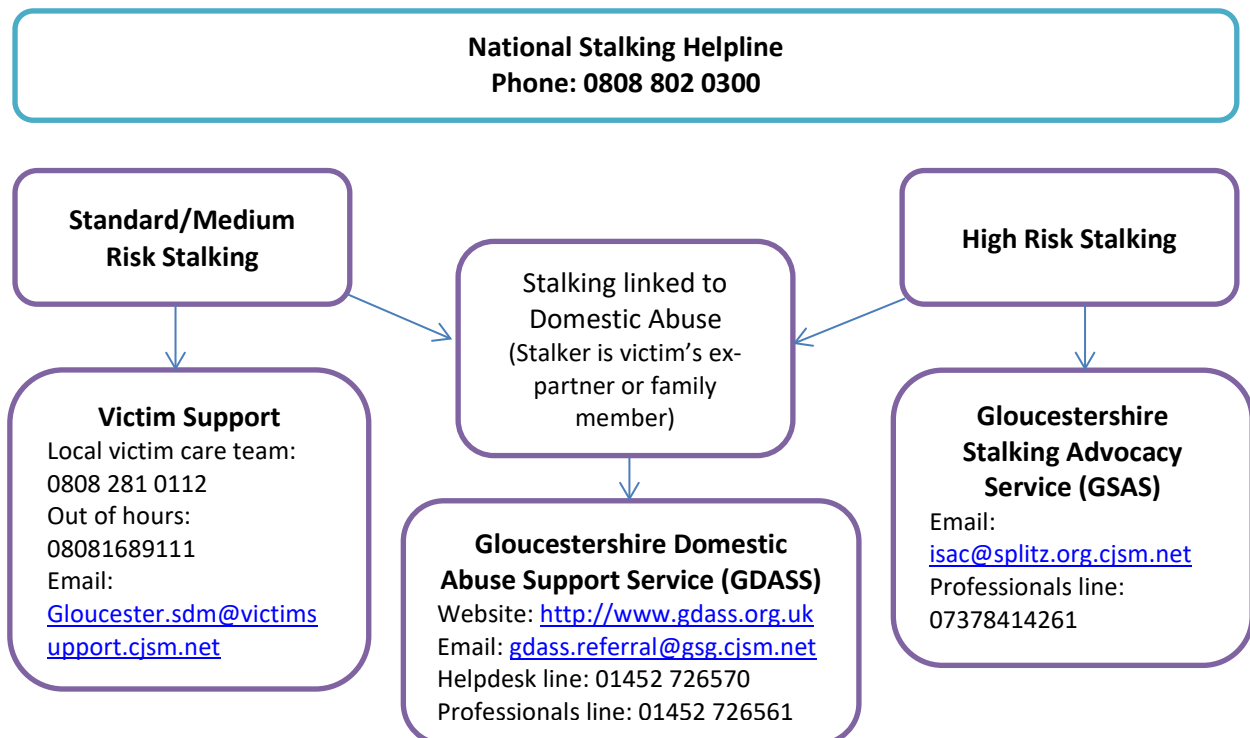 National Stalking Helpline
Phone: 0808 802 0300
Standard/Medium
Risk Stalking
High Risk Stalking
Stalking linked to
Domestic Abuse
(Stalker is victim’s ex-
partner or family
member)
Victim Support
Local victim care team:
0808 281 0112
Out of hours:
08081689111
Email:
Gloucester.sdm@victims
upport.cjsm.net
Gloucestershire Domestic
Abuse Support Service (GDASS)
Website: http://www.gdass.org.uk
Email: gdass.referral@gsg.cjsm.net
Helpdesk line: 01452 726570
Professionals line: 01452 726561
Gloucestershire
Stalking Advocacy
Service (GSAS)
Email:
isac@splitz.org.cjsm.net
Professionals line:
07378414261